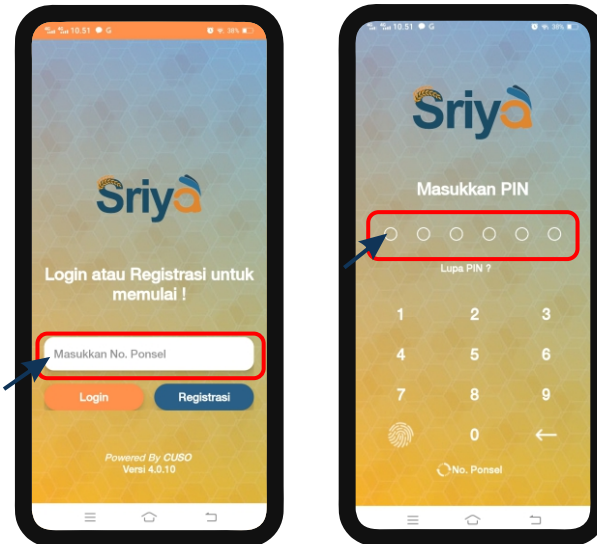 10.51 G 38%
Sriya
Login atau Registrasi untuk
memulai !
Masukkan No. Ponsel
Login Registrasi
Powered By CUSO
Versi 4.0.10
10.51 G 38%
Sriya
Masukkan PIN
Lupa PIN ?
1 2 3
4 5 6
7 8 9
0
No. Ponsel